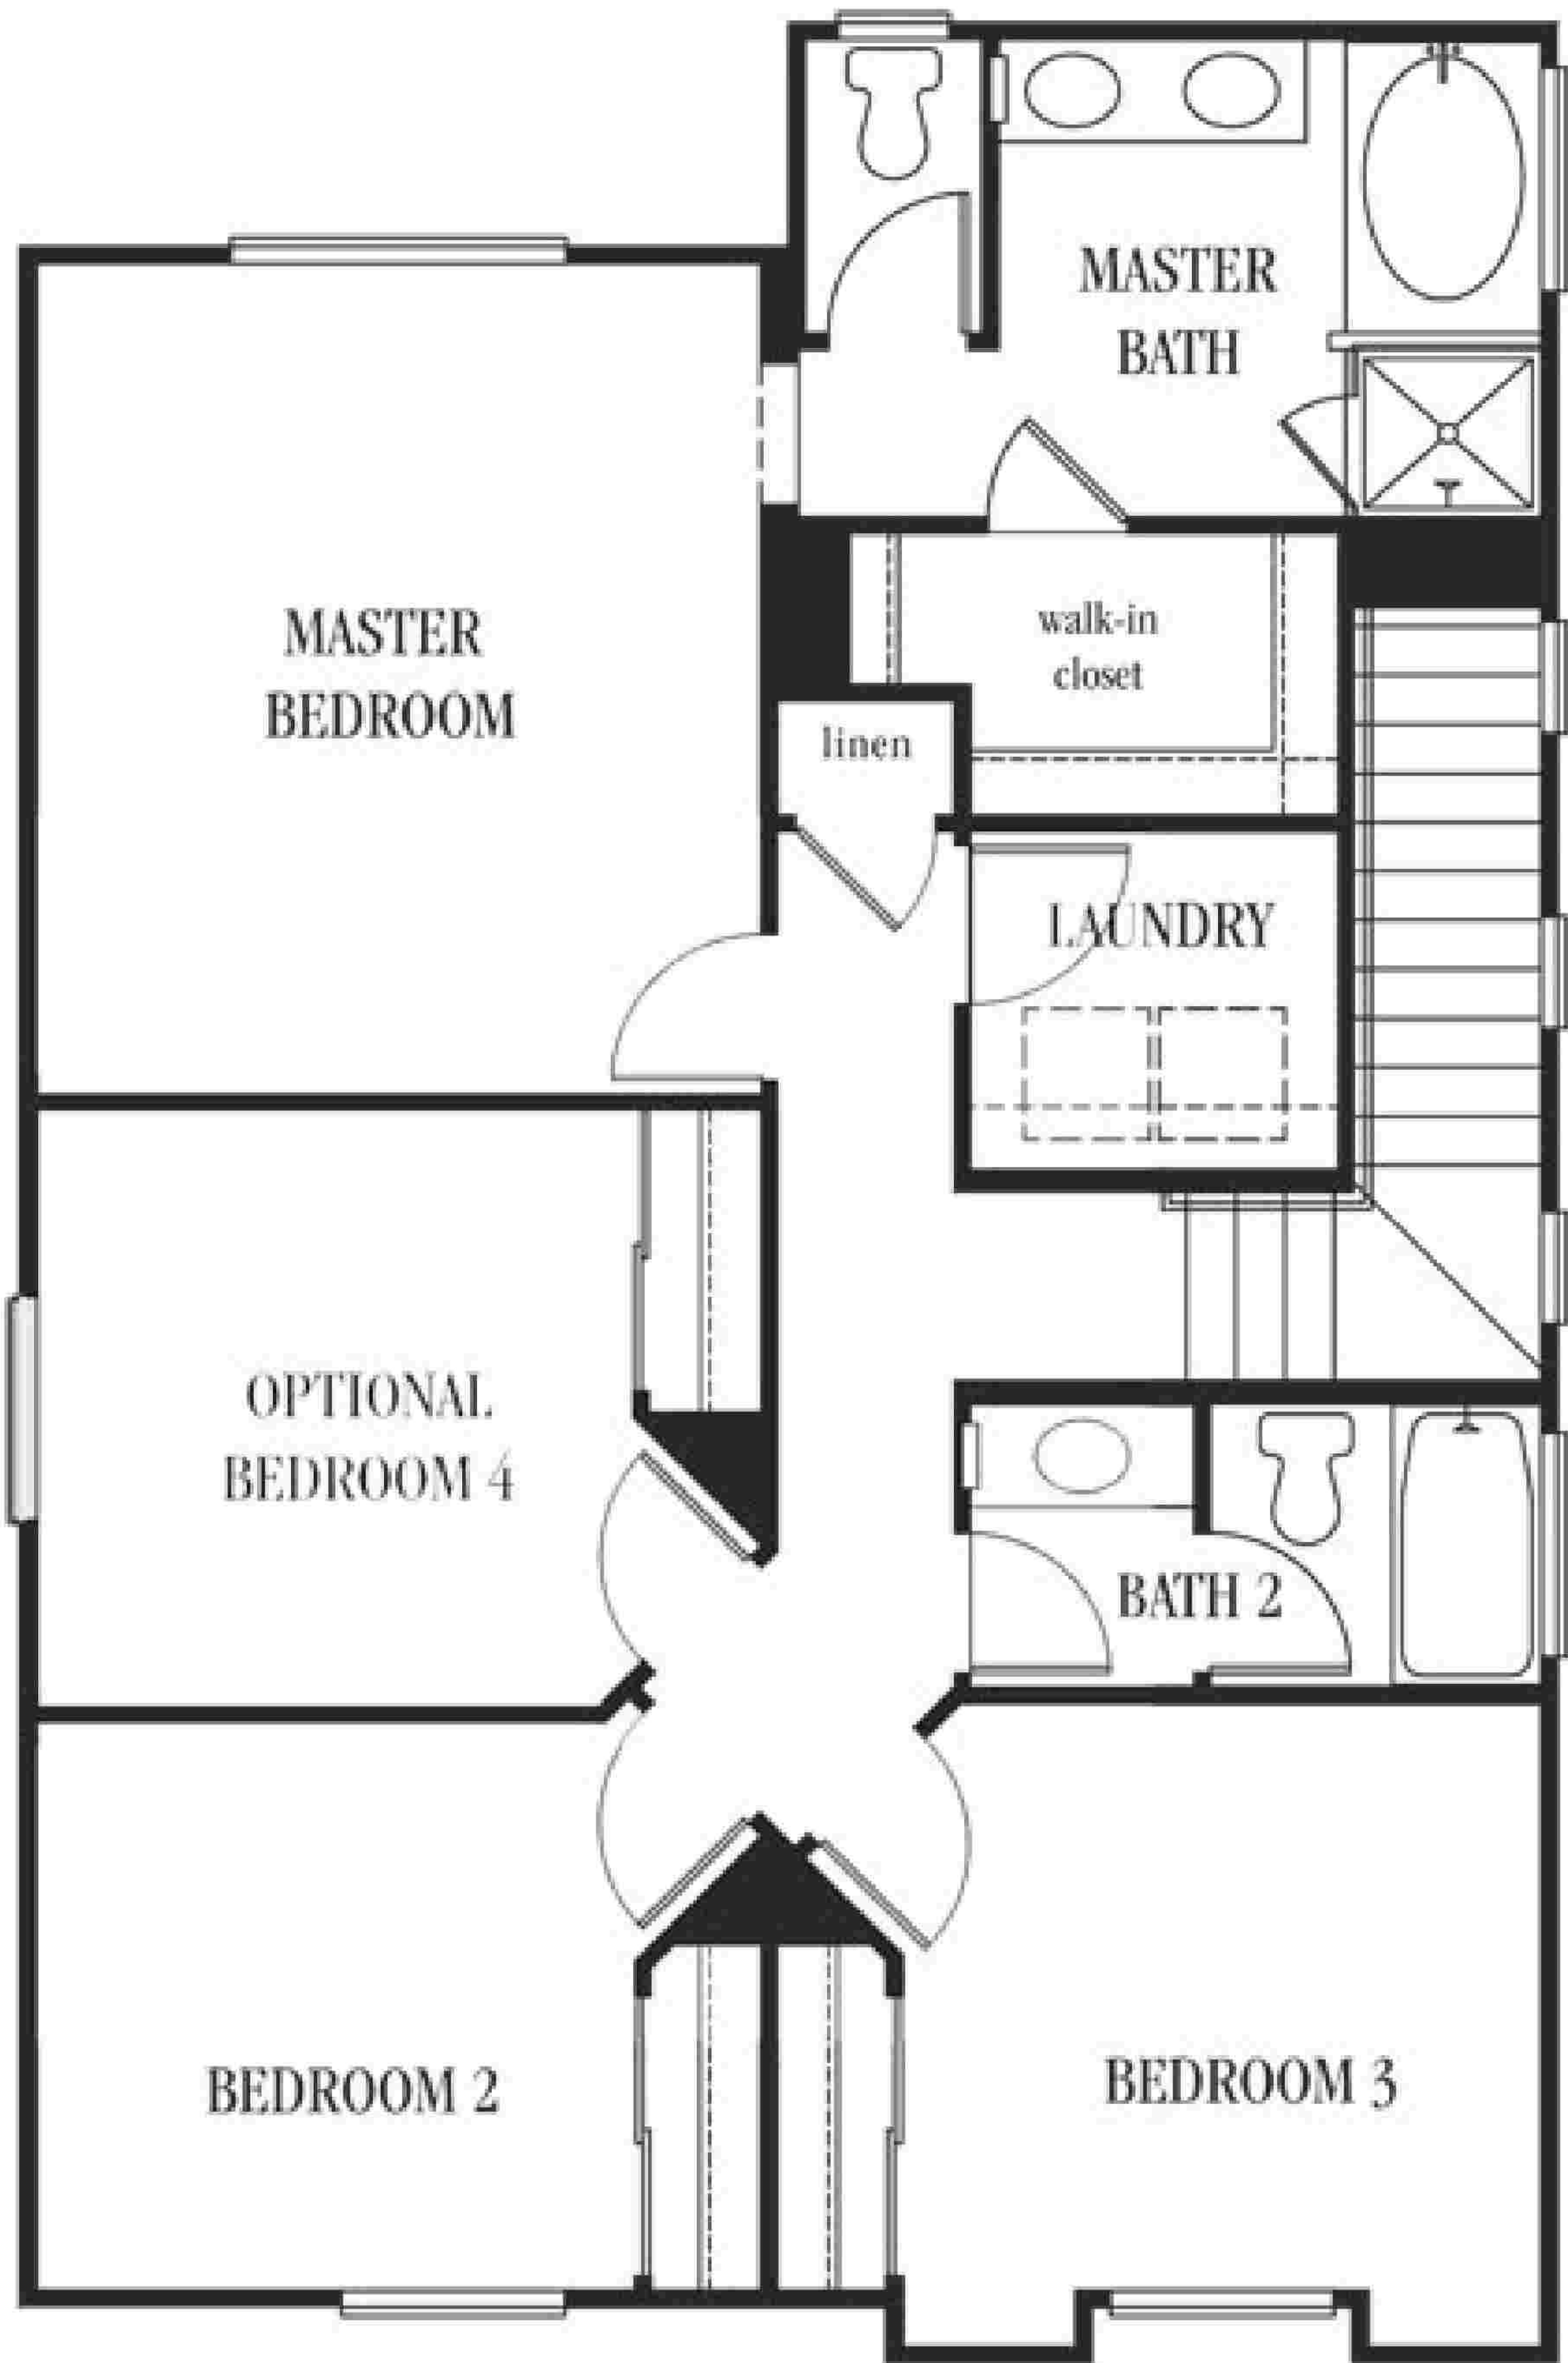 MASTER
BATH
MASTER
BEDROOM
walk-in
closet
linen
LAUNDRY
OPTIONAL
BEDROOM 4
BATH 2
BEDROOM 2
BEDROOM 3